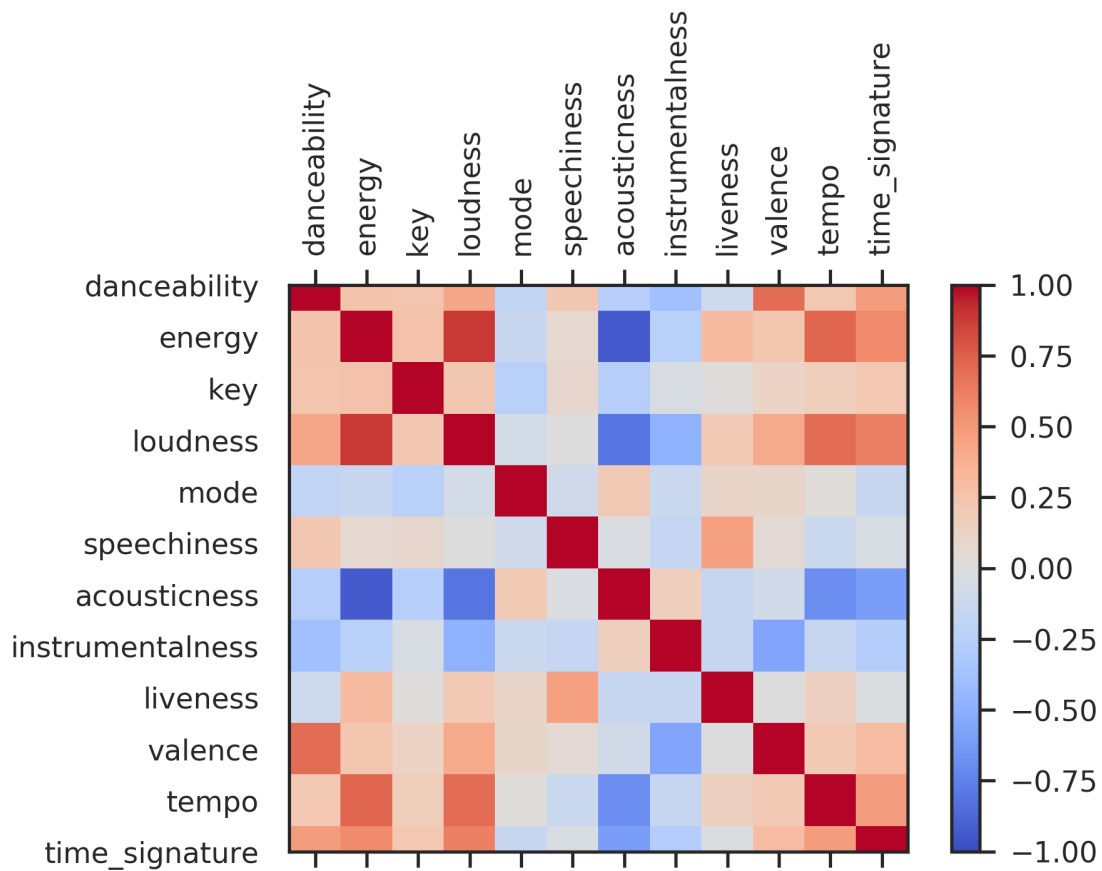 danceability
energy
key
loudness
mode
speechiness
acousticness
instrumentalness
liveness
valence
tempo
time_signature
danceability
energy
key
loudness
mode
speechiness
acousticness
instrumentalness
liveness
valence
tempo
time_signature
1.00
0.75
0.50
0.25
0.00
−0.25
−0.50
−0.75
−1.00